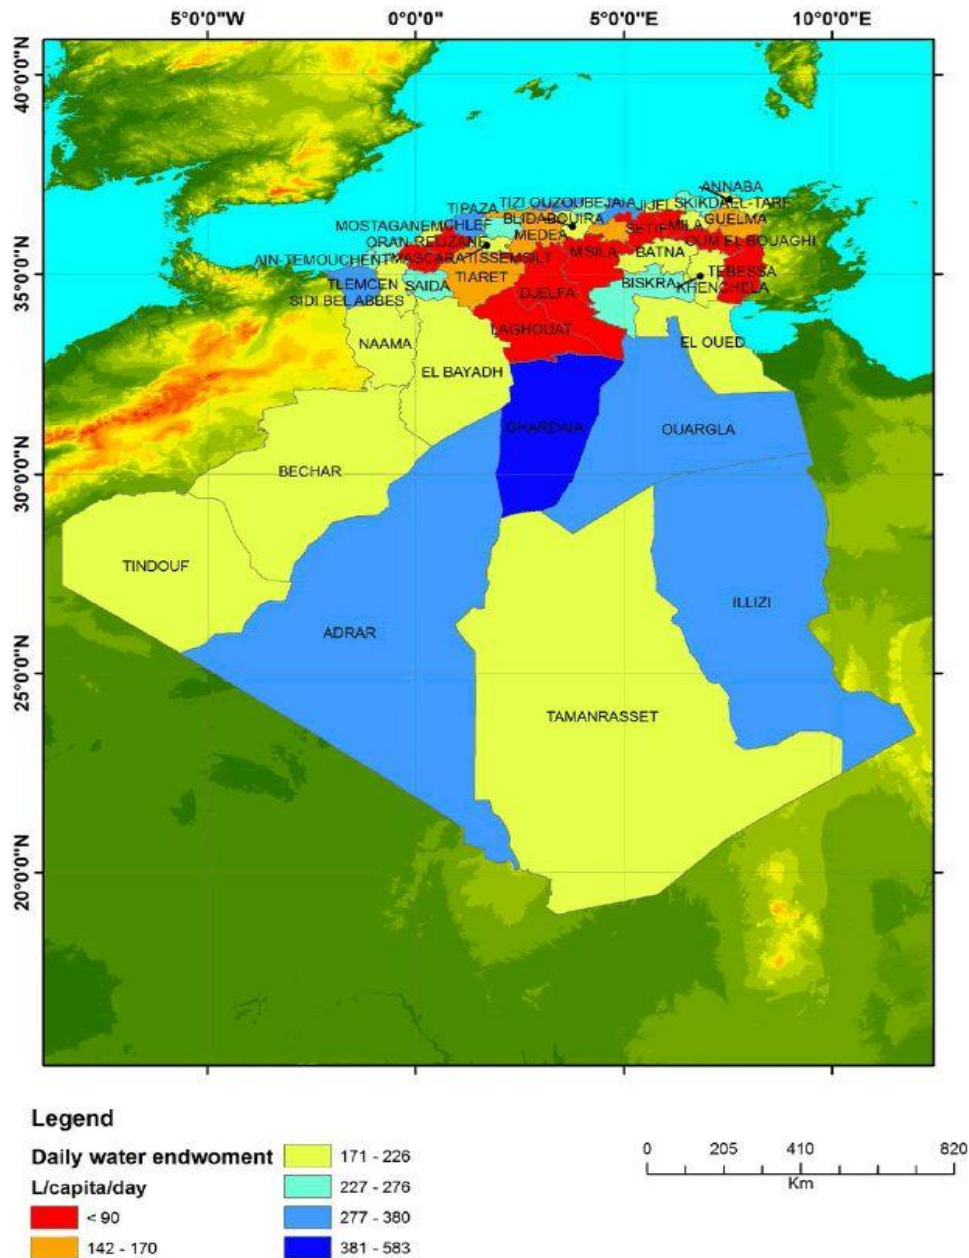 5°0'0"W 0°0'0" 5°0'0"E 10°0'0"E
40°0'0"N
35°0'0"N
30°0'0"N
25°0'0"N
20°0'0"N
ANNABA
TIZI OUZOU BEJAIA JIJEL SKIKDA EL-TARF
TIPAZA
BLIDA BOUIRA GUELMA
MOSTAGANEM CHLEF
MEDEA SETIF MILA
ORAN RELIZANE OUM EL BOUAGHI
AIN-TEMOUCHENT MASCARA TISSEMSILT M'SILA BATNA
TIARET TEBESSA
TLEMCEN SAIDA BISKRA KHENCHELA
SIDI BEL ABBES DJELFA
LAGHOUAT
NAAMA EL OUED
EL BAYADH
GHARDAIA OUARGLA
BECHAR
TINDOUF
ILLIZI
ADRAR
TAMANRASSET
Legend
Daily water endwoment
L/capita/day
< 90
142 - 170
171 - 226
227 - 276
277 - 380
381 - 583
0 205 410 820
Km